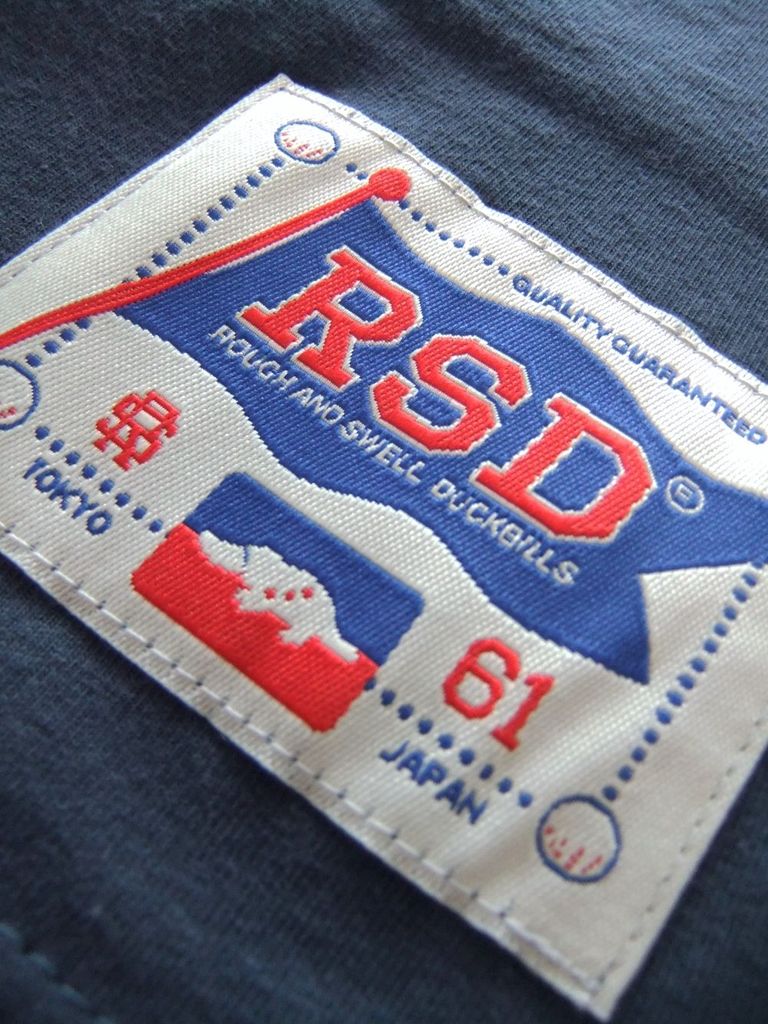 QUALITY GUARANTEED
RSD®
ROUGH AND SWELL DUCKBILLS
TOKYO
61
JAPAN